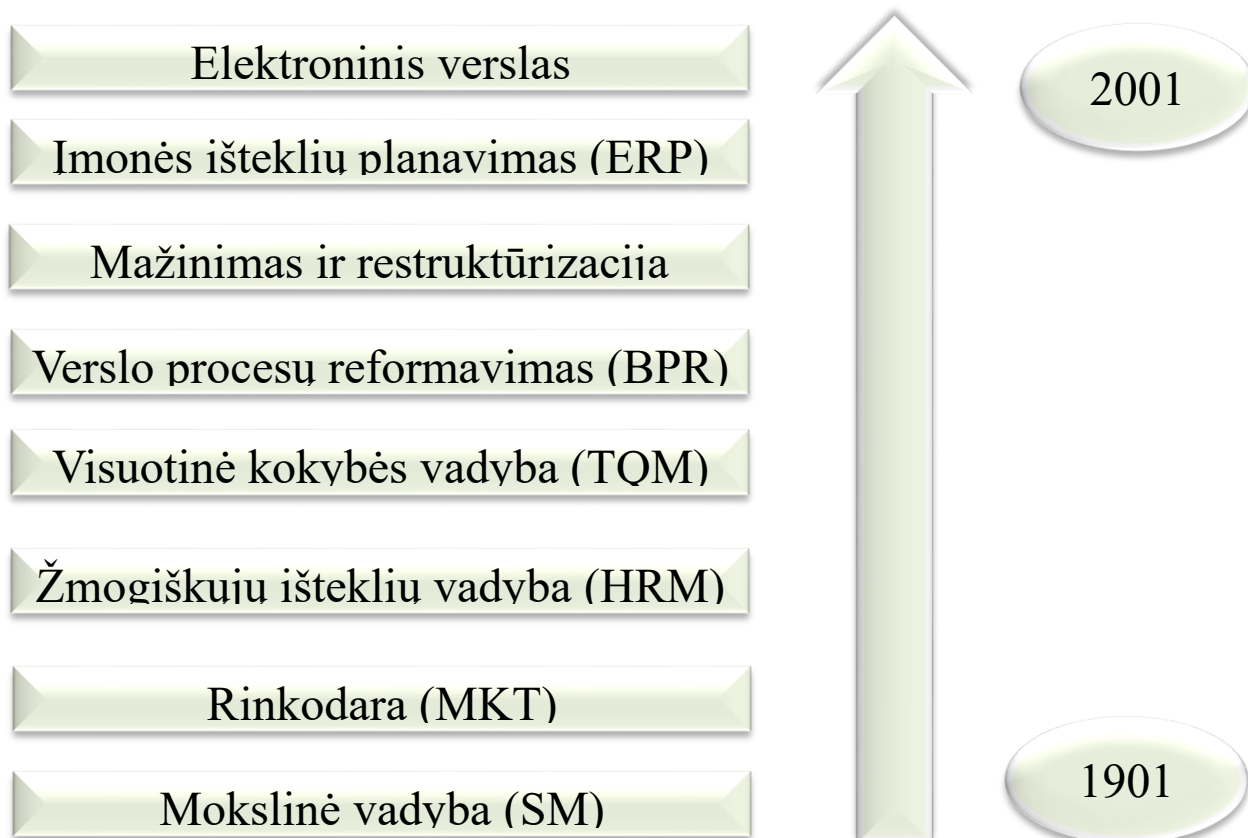 Elektroninis verslas
2001
Įmonės išteklių planavimas (ERP)
Mažinimas ir restruktūrizacija
Verslo procesų reformavimas (BPR)
Visuotinė kokybės vadyba (TQM)
Žmogiškųjų išteklių vadyba (HRM)
Rinkodara (MKT)
Mokslinė vadyba (SM)
1901